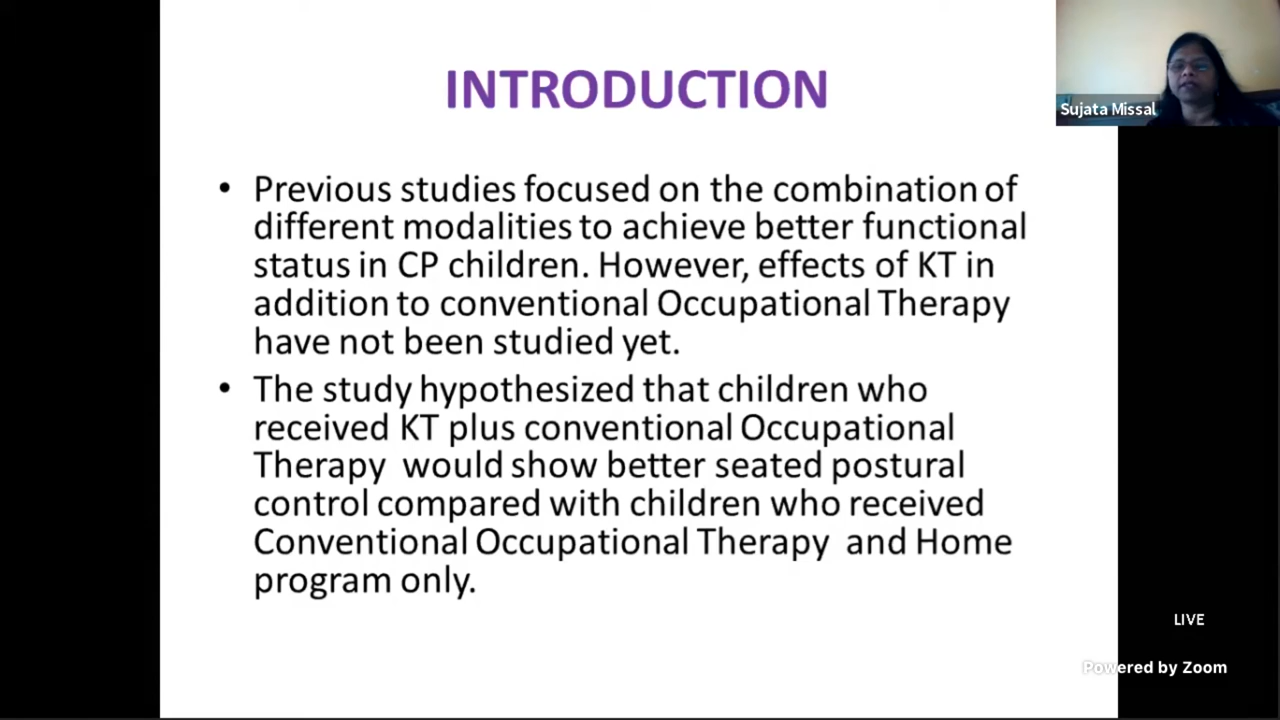 INTRODUCTION
Sujata Missal
• Previous studies focused on the combination of
different modalities to achieve better functional
status in CP children. However, effects of KT in
addition to conventional Occupational Therapy
have not been studied yet.
• The study hypothesized that children who
received KT plus conventional Occupational
Therapy would show better seated postural
control compared with children who received
Conventional Occupational Therapy and Home
program only.
LIVE
Powered by Zoom